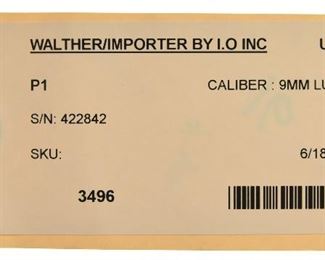 WALTHER/IMPORTER BY I.O INC U
P1 CALIBER : 9MM LU
S/N: 422842
SKU: 6/18
3496